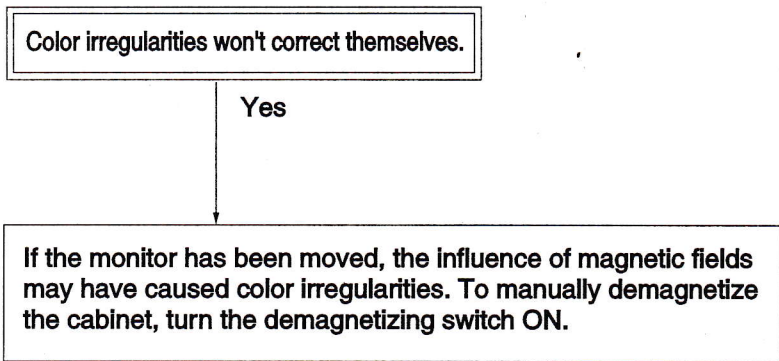 Color irregularities won't correct themselves.
Yes
If the monitor has been moved, the influence of magnetic fields
may have caused color irregularities. To manually demagnetize
the cabinet, turn the demagnetizing switch ON.